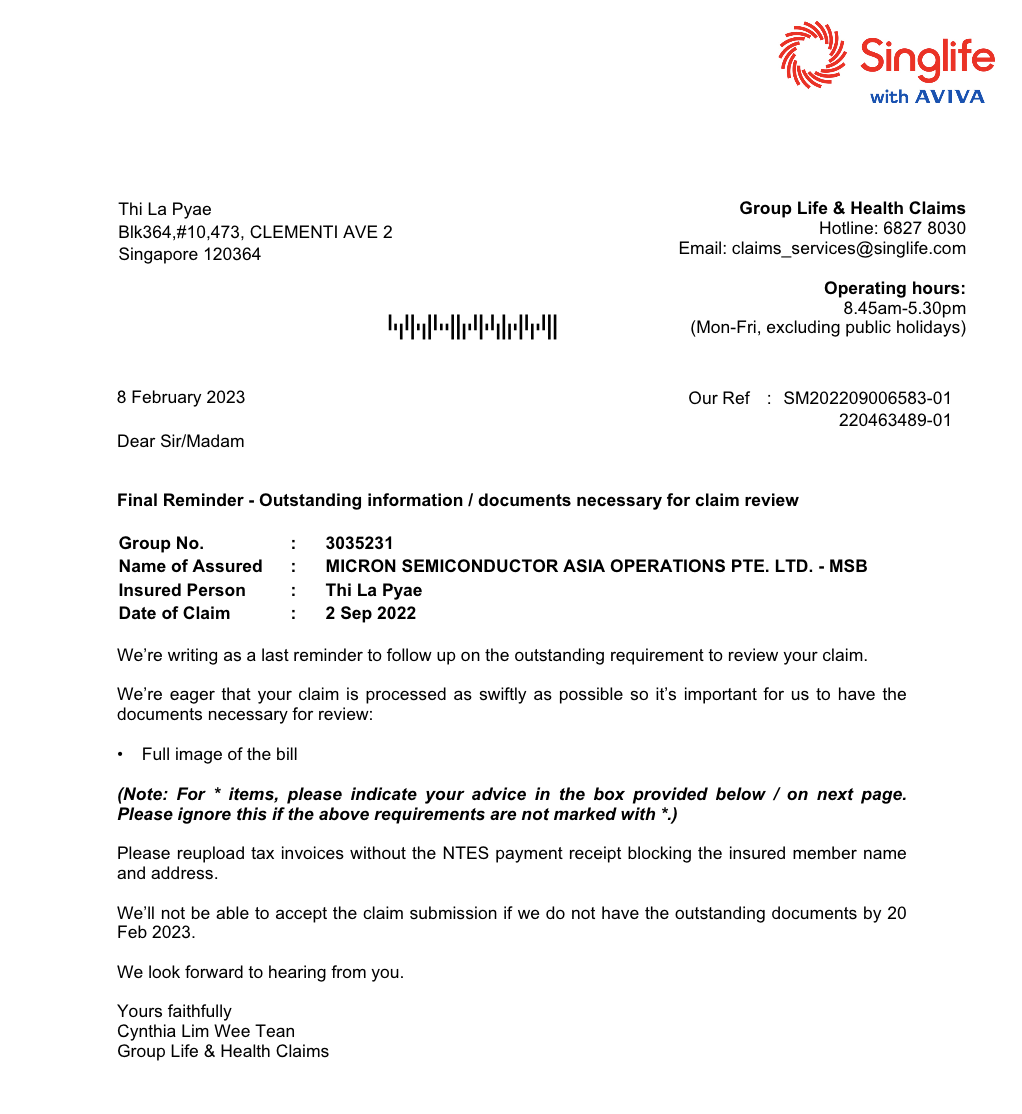 Singlife
with AVIVA
Thi La Pyae
Blk364,#10,473, CLEMENTI AVE 2
Singapore 120364
Group Life & Health Claims
Hotline: 6827 8030
Email: claims_services@singlife.com
Operating hours:
8.45am-5.30pm
(Mon-Fri, excluding public holidays)
8 February 2023
Our Ref : SM202209006583-01
220463489-01
Dear Sir/Madam
Final Reminder - Outstanding information / documents necessary for claim review
Group No. : 3035231
Name of Assured : MICRON SEMICONDUCTOR ASIA OPERATIONS PTE. LTD. - MSB
Insured Person : Thi La Pyae
Date of Claim : 2 Sep 2022
We’re writing as a last reminder to follow up on the outstanding requirement to review your claim.
We’re eager that your claim is processed as swiftly as possible so it’s important for us to have the
documents necessary for review:
• Full image of the bill
(Note: For * items, please indicate your advice in the box provided below / on next page.
Please ignore this if the above requirements are not marked with *.)
Please reupload tax invoices without the NTES payment receipt blocking the insured member name
and address.
We’ll not be able to accept the claim submission if we do not have the outstanding documents by 20
Feb 2023.
We look forward to hearing from you.
Yours faithfully
Cynthia Lim Wee Tean
Group Life & Health Claims